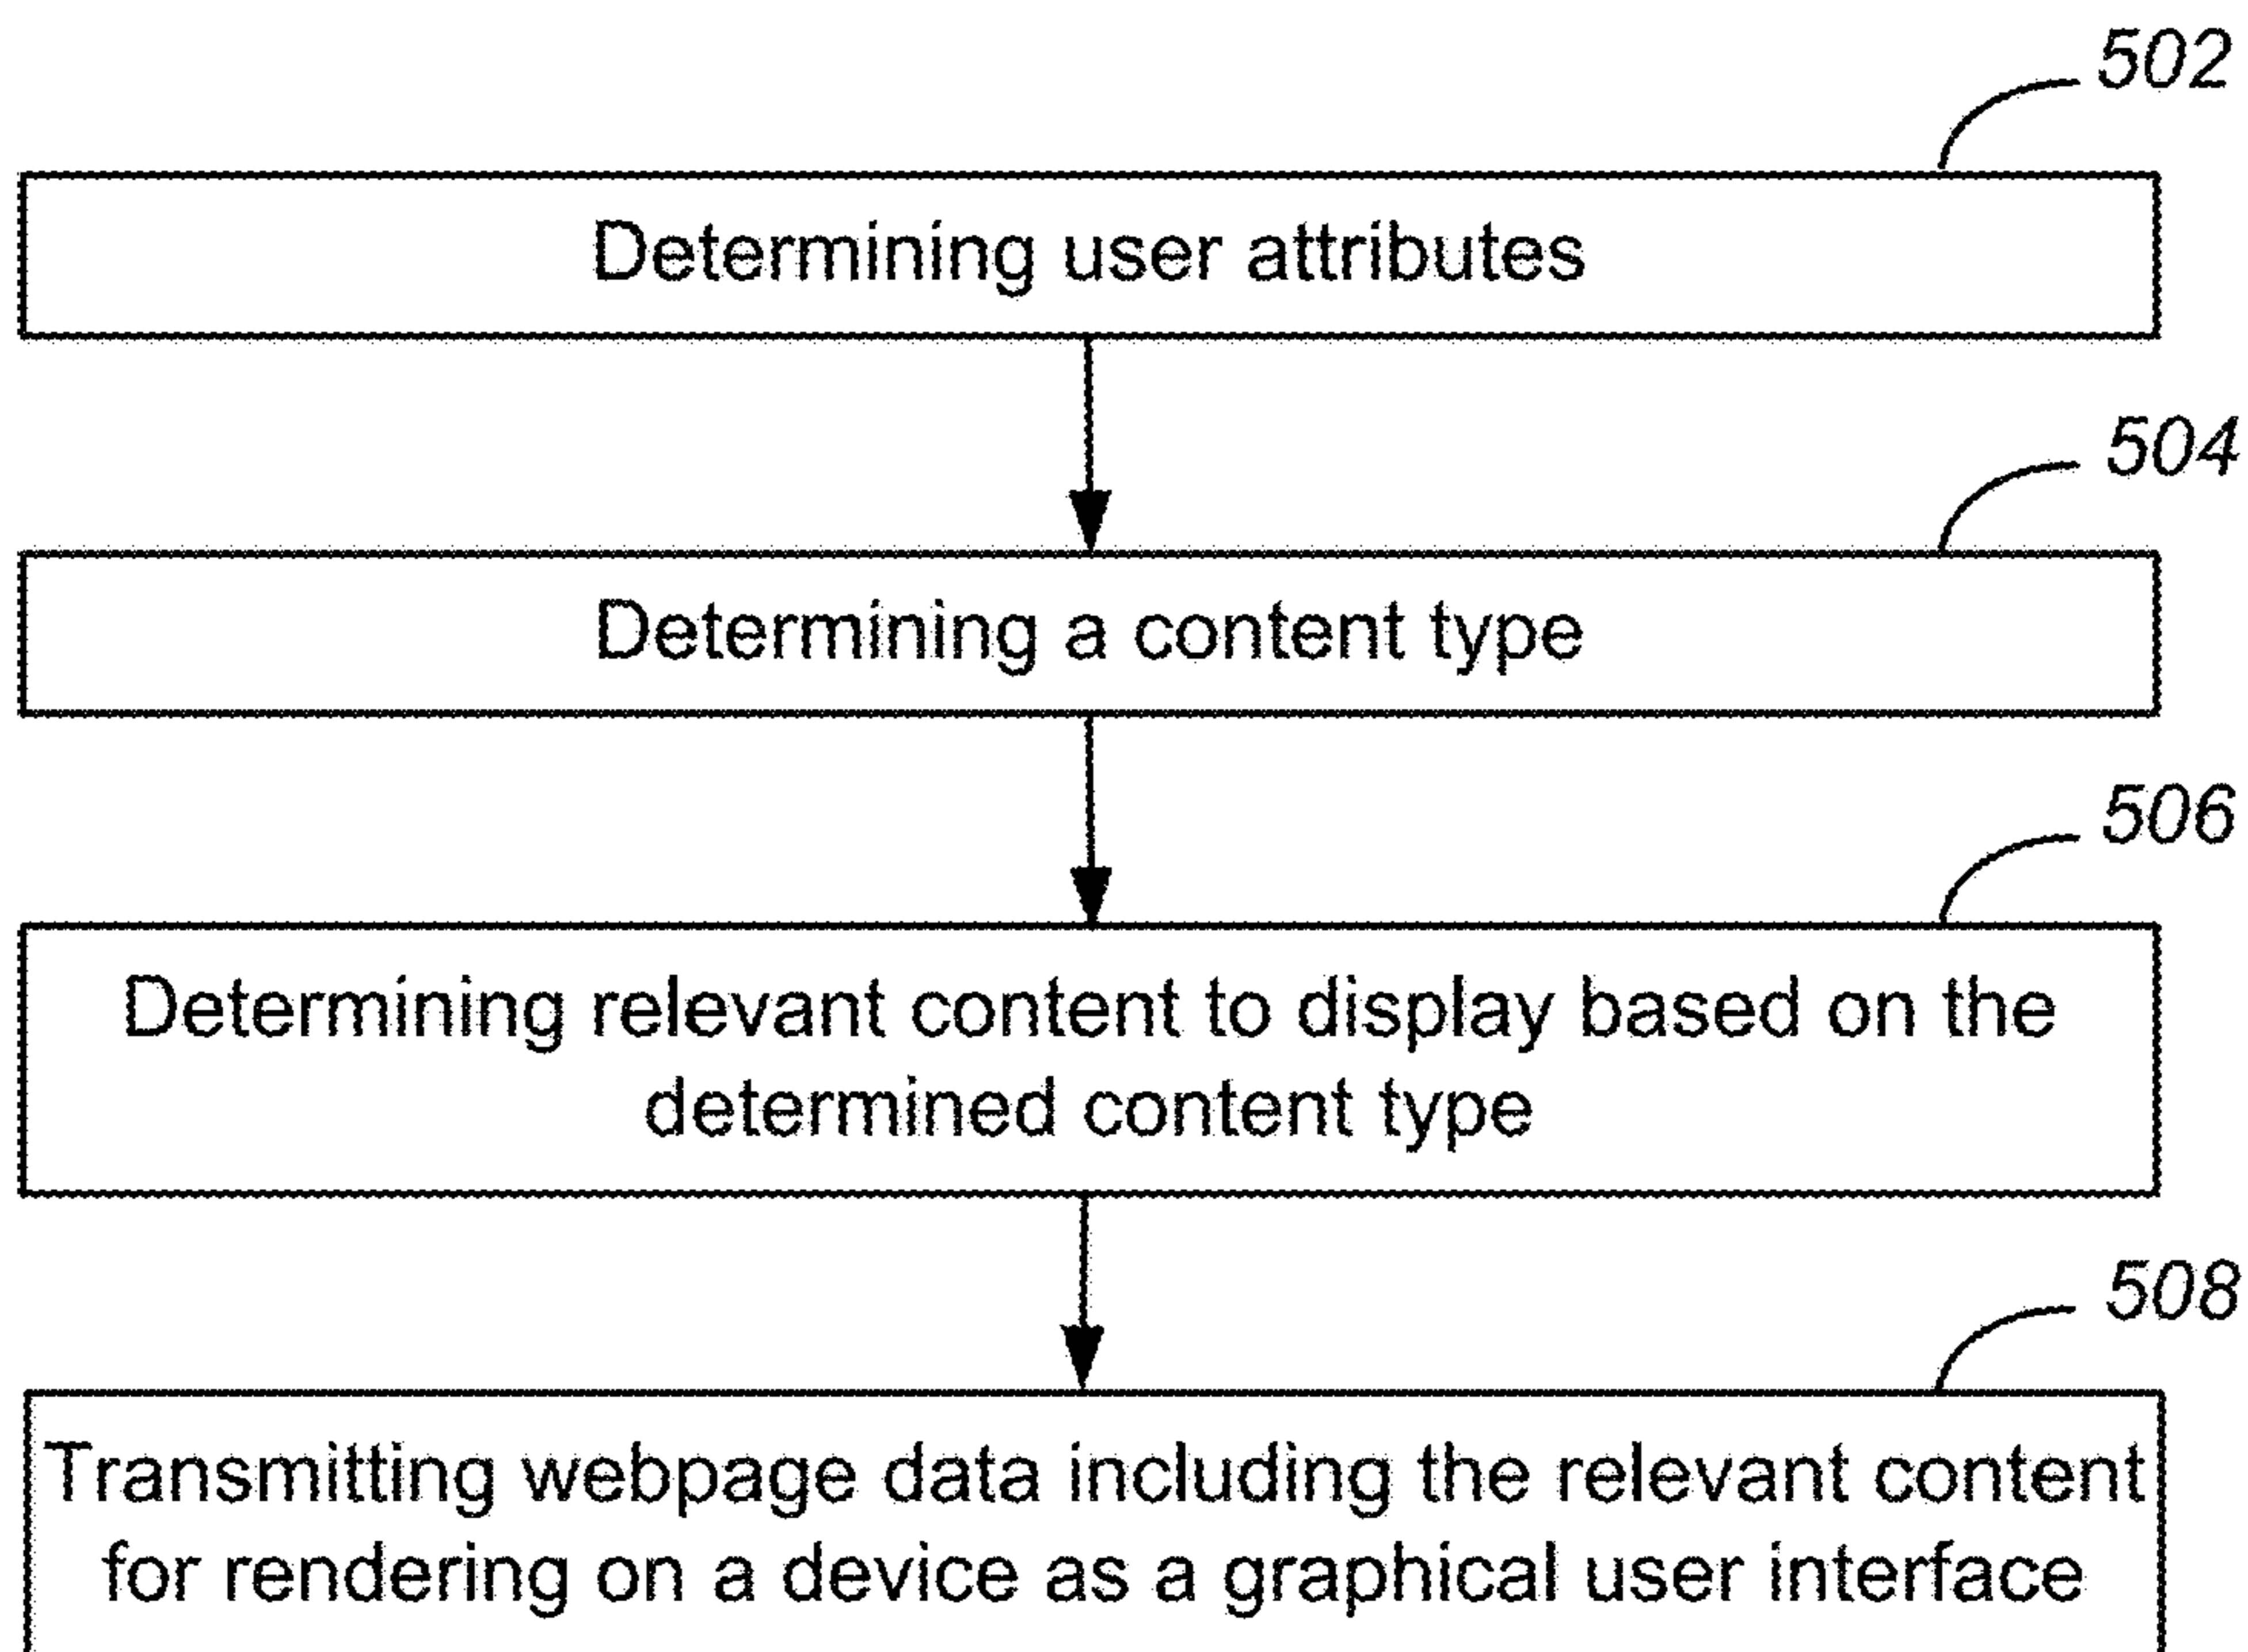 502
Determining user attributes
504
Determining a content type
506
Determining relevant content to display based on the
determined content type
508
Transmitting webpage data including the relevant content
for rendering on a device as a graphical user interface